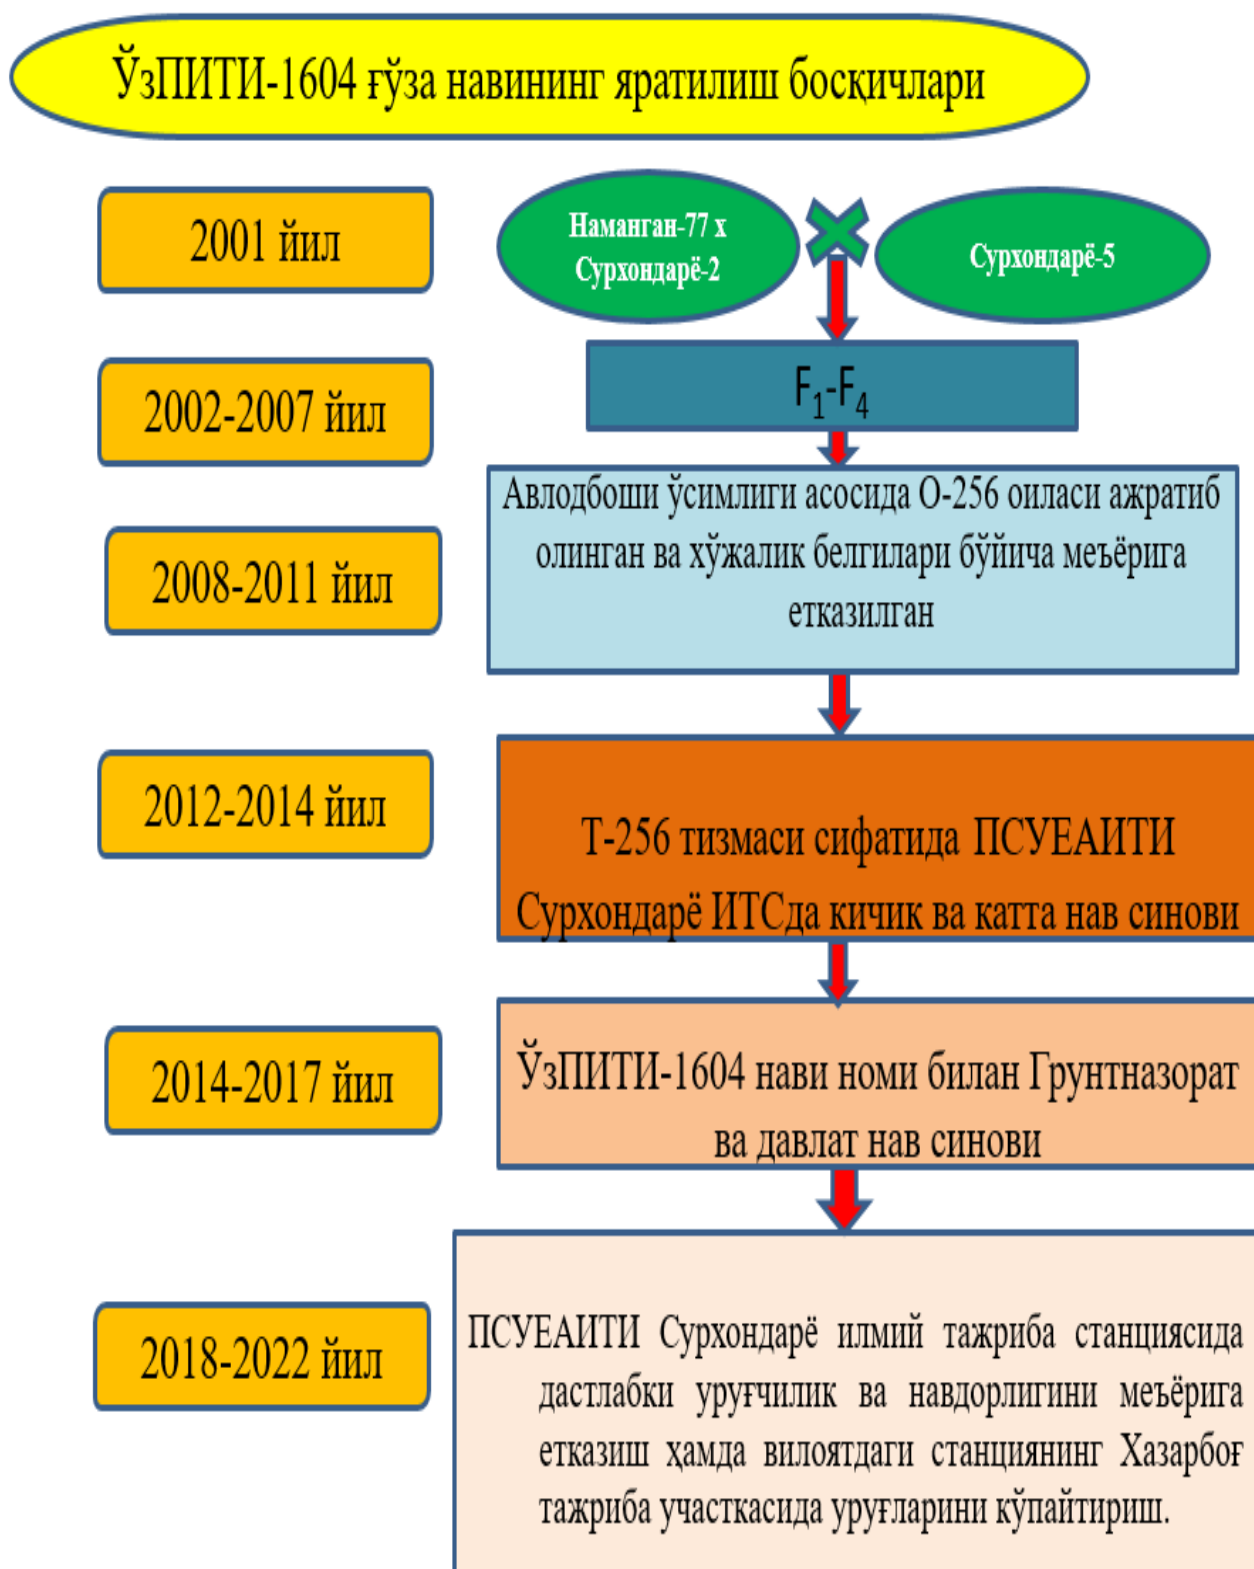 ЎзПИТИ-1604 ғўза навининг яратилиш босқичлари
2001 йил
Наманган-77 х
Сурхондарё-2
Сурхондарё-5
2002-2007 йил
F₁-F₄
2008-2011 йил
Авлодбоши ўсимлиги асосида О-256 оиласи ажратиб
олинган ва хўжалик белгилари бўйича меъёрига
етказилган
2012-2014 йил
Т-256 тизмаси сифатида ПСУЕАИТИ
Сурхондарё ИТСда кичик ва катта нав синови
2014-2017 йил
ЎзПИТИ-1604 нави номи билан Грунтназорат
ва давлат нав синови
2018-2022 йил
ПСУЕАИТИ Сурхондарё илмий тажриба станциясида
дастлабки уруғчилик ва навдорлигини меъёрига
етказиш ҳамда вилоятдаги станциянинг Хазарбоғ
тажриба участкасида уруғларини кўпайтириш.